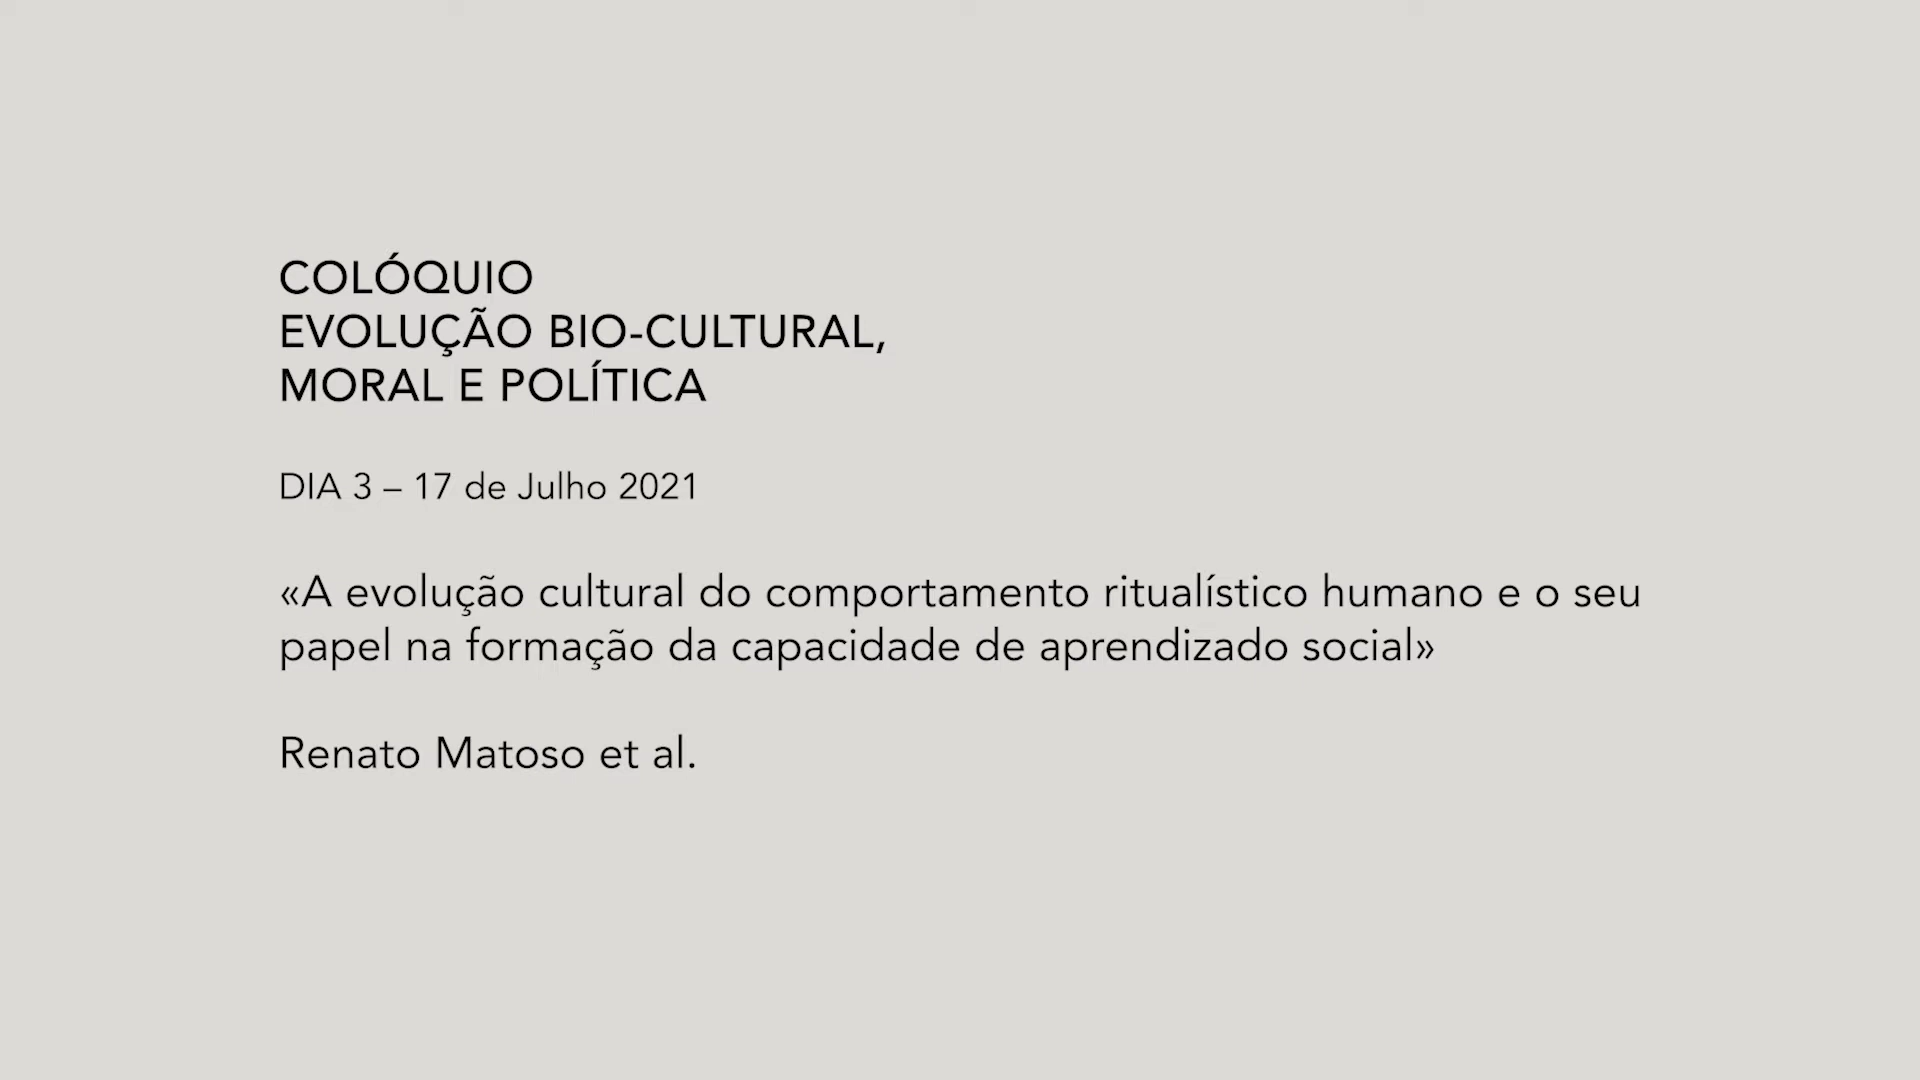 COLÓQUIO
EVOLUÇÃO BIO-CULTURAL,
MORAL E POLÍTICA
DIA 3 – 17 de Julho 2021
«A evolução cultural do comportamento ritualístico humano e o seu
papel na formação da capacidade de aprendizado social»
Renato Matoso et al.